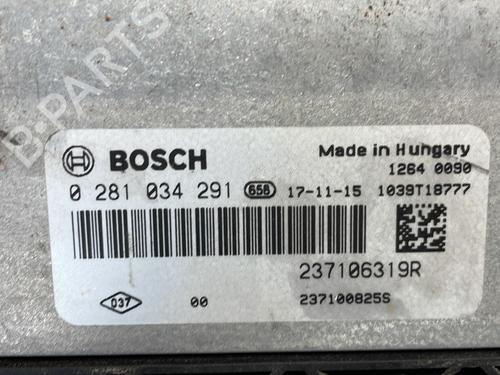 B-PARTS
BOSCH
Made in Hungary
1264 0090
0 281 034 291 658 17-11-15 1039T18777
237106319R
037 00 237100825S